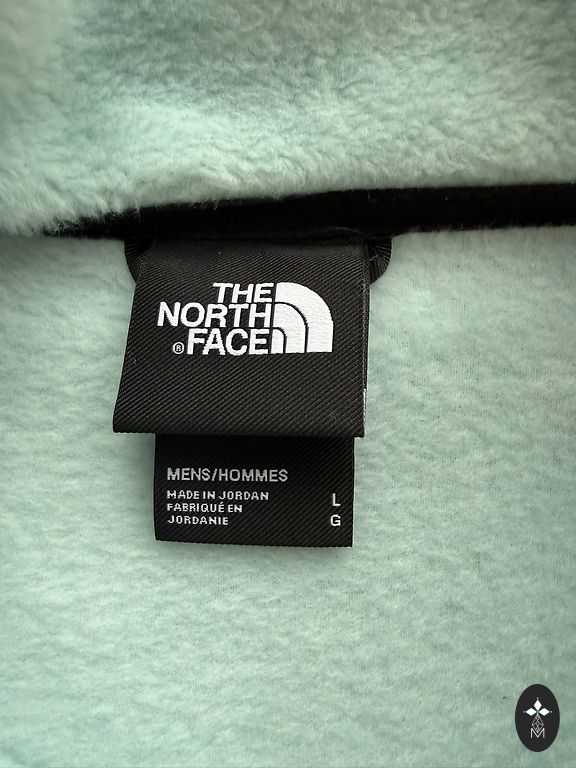 THE
NORTH
® FACE
MENS/HOMMES
MADE IN JORDAN
FABRIQUÉ EN
JORDANIE
L
G
M